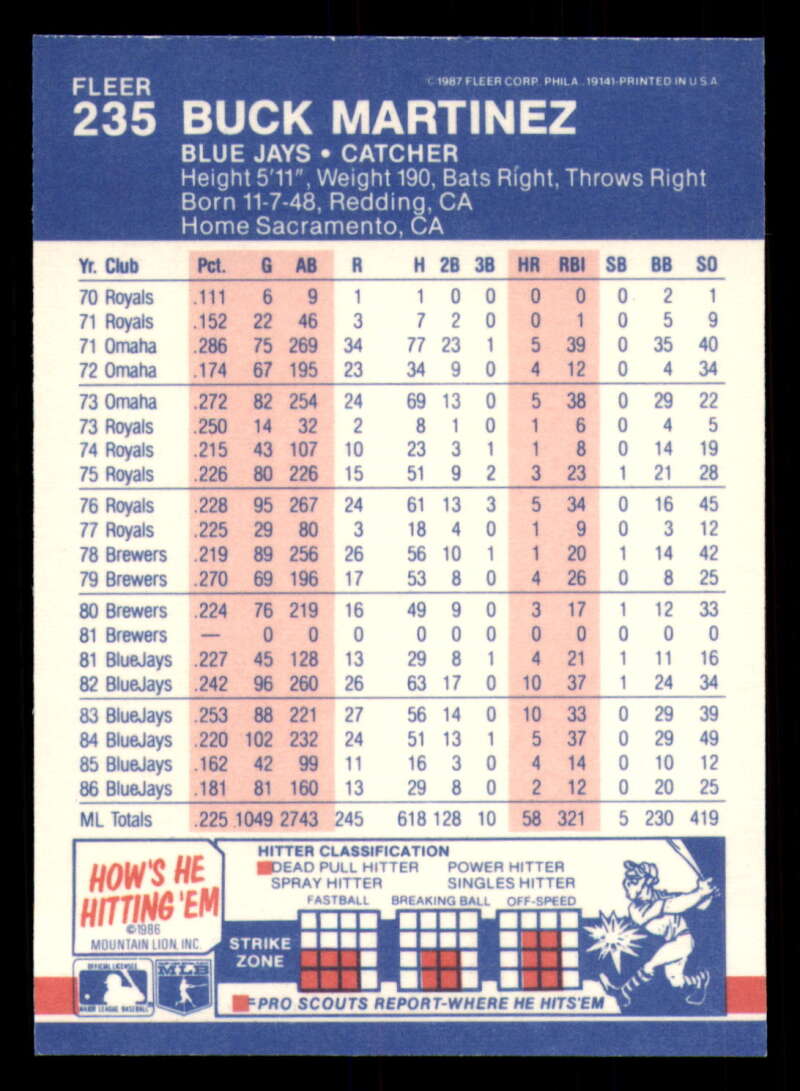 FLEER
© 1987 FLEER CORP. PHILA. 19141-PRINTED IN U S A
235 BUCK MARTINEZ
BLUE JAYS • CATCHER
Height 5'11", Weight 190, Bats Right, Throws Right
Born 11-7-48, Redding, CA
Home Sacramento, CA
Yr. Club Pct. G AB R H 2B 3B HR RBI SB BB SO
70 Royals .111 6 9 1 1 0 0 0 0 0 2 1
71 Royals .152 22 46 3 7 2 0 0 1 0 5 9
71 Omaha .286 75 269 34 77 23 1 5 39 0 35 40
72 Omaha .174 67 195 23 34 9 0 4 12 0 4 34
73 Omaha .272 82 254 24 69 13 0 5 38 0 29 22
73 Royals .250 14 32 2 8 1 0 1 6 0 4 5
74 Royals .215 43 107 10 23 3 1 1 8 0 14 19
75 Royals .226 80 226 15 51 9 2 3 23 1 21 28
76 Royals .228 95 267 24 61 13 3 5 34 0 16 45
77 Royals .225 29 80 3 18 4 0 1 9 0 3 12
78 Brewers .219 89 256 26 56 10 1 1 20 1 14 42
79 Brewers .270 69 196 17 53 8 0 4 26 0 8 25
80 Brewers .224 76 219 16 49 9 0 3 17 1 12 33
81 Brewers — 0 0 0 0 0 0 0 0 0 0 0
81 BlueJays .227 45 128 13 29 8 1 4 21 1 11 16
82 BlueJays .242 96 260 26 63 17 0 10 37 1 24 34
83 BlueJays .253 88 221 27 56 14 0 10 33 0 29 39
84 BlueJays .220 102 232 24 51 13 1 5 37 0 29 49
85 BlueJays .162 42 99 11 16 3 0 4 14 0 10 12
86 BlueJays .181 81 160 13 29 8 0 2 12 0 20 25
ML Totals .225 1049 2743 245 618 128 10 58 321 5 230 419
HOW'S HE
HITTING 'EM
©1986
MOUNTAIN LION, INC.
HITTER CLASSIFICATION
DEAD PULL HITTER POWER HITTER
SPRAY HITTER SINGLES HITTER
FASTBALL BREAKING BALL OFF-SPEED
STRIKE
ZONE
=PRO SCOUTS REPORT-WHERE HE HITS'EM
OFFICIAL LICENSEE
MAJOR LEAGUE BASEBALL
MLB